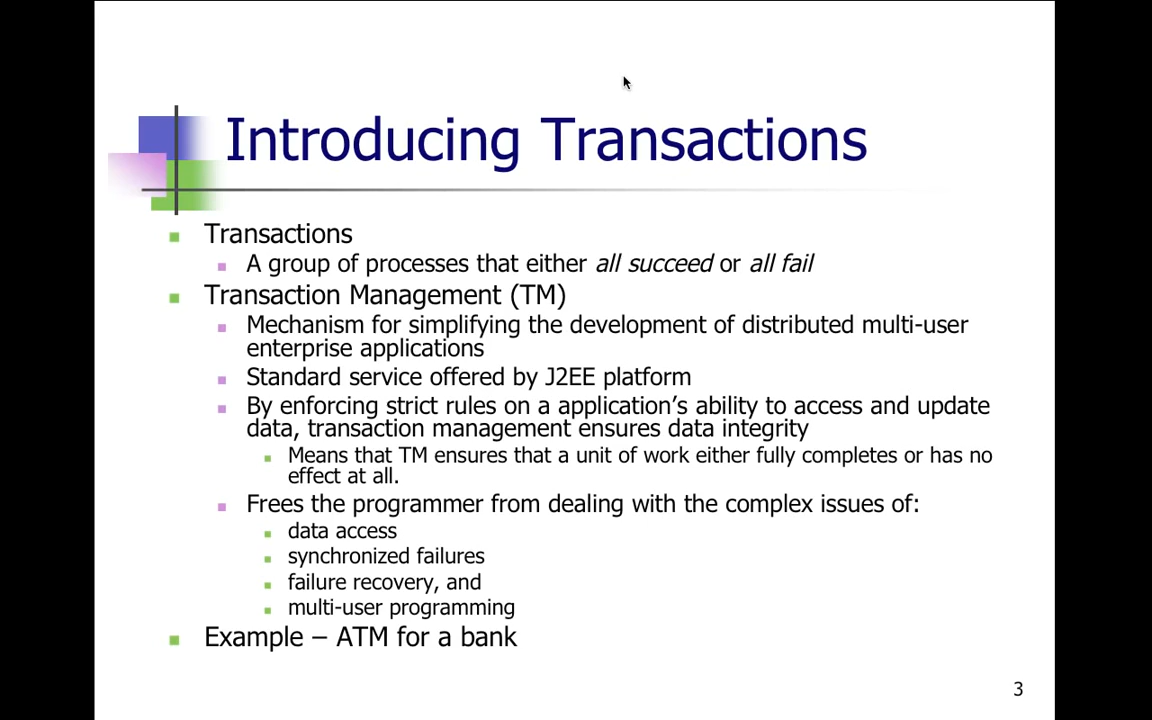 Introducing Transactions
Transactions
A group of processes that either all succeed or all fail
Transaction Management (TM)
Mechanism for simplifying the development of distributed multi-user
enterprise applications
Standard service offered by J2EE platform
By enforcing strict rules on a application’s ability to access and update
data, transaction management ensures data integrity
Means that TM ensures that a unit of work either fully completes or has no
effect at all.
Frees the programmer from dealing with the complex issues of:
data access
synchronized failures
failure recovery, and
multi-user programming
Example – ATM for a bank
3